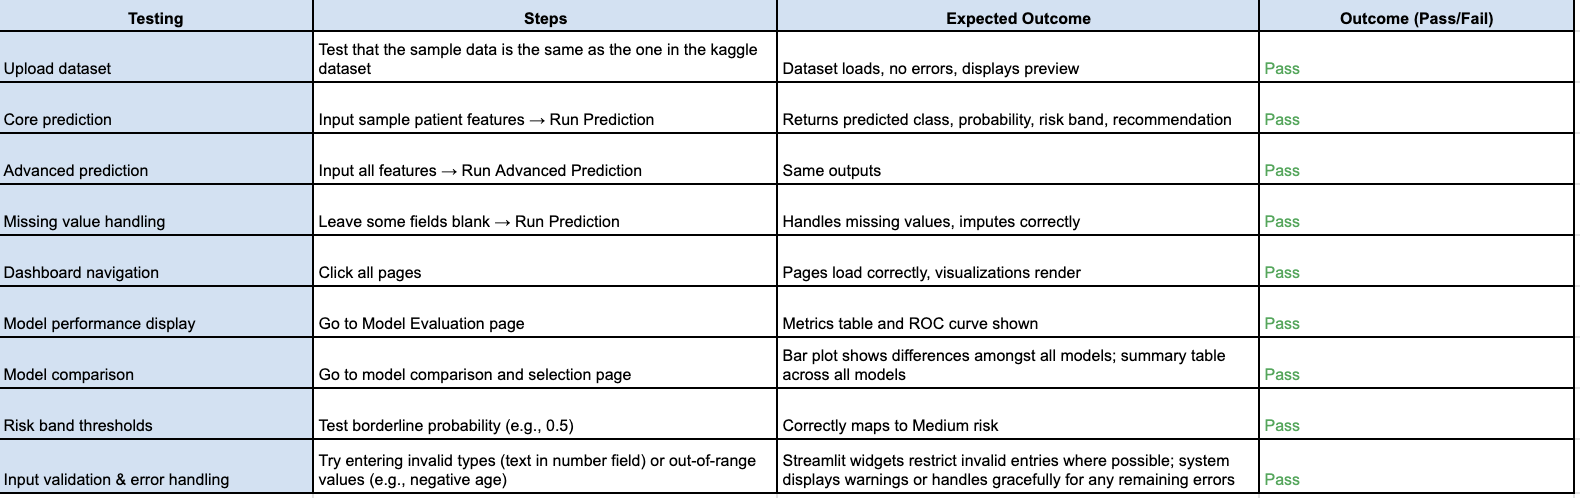 Testing Steps Expected Outcome Outcome (Pass/Fail)
Test that the sample data is the same as the one in the kaggle
Upload dataset dataset Dataset loads, no errors, displays preview Pass
Core prediction Input sample patient features → Run Prediction Returns predicted class, probability, risk band, recommendation Pass
Advanced prediction Input all features → Run Advanced Prediction Same outputs Pass
Missing value handling Leave some fields blank → Run Prediction Handles missing values, imputes correctly Pass
Dashboard navigation Click all pages Pages load correctly, visualizations render Pass
Model performance display Go to Model Evaluation page Metrics table and ROC curve shown Pass
Bar plot shows differences amongst all models; summary table
Model comparison Go to model comparison and selection page across all models Pass
Risk band thresholds Test borderline probability (e.g., 0.5) Correctly maps to Medium risk Pass
Try entering invalid types (text in number field) or out-of-range Streamlit widgets restrict invalid entries where possible; system
Input validation & error handling values (e.g., negative age) displays warnings or handles gracefully for any remaining errors Pass